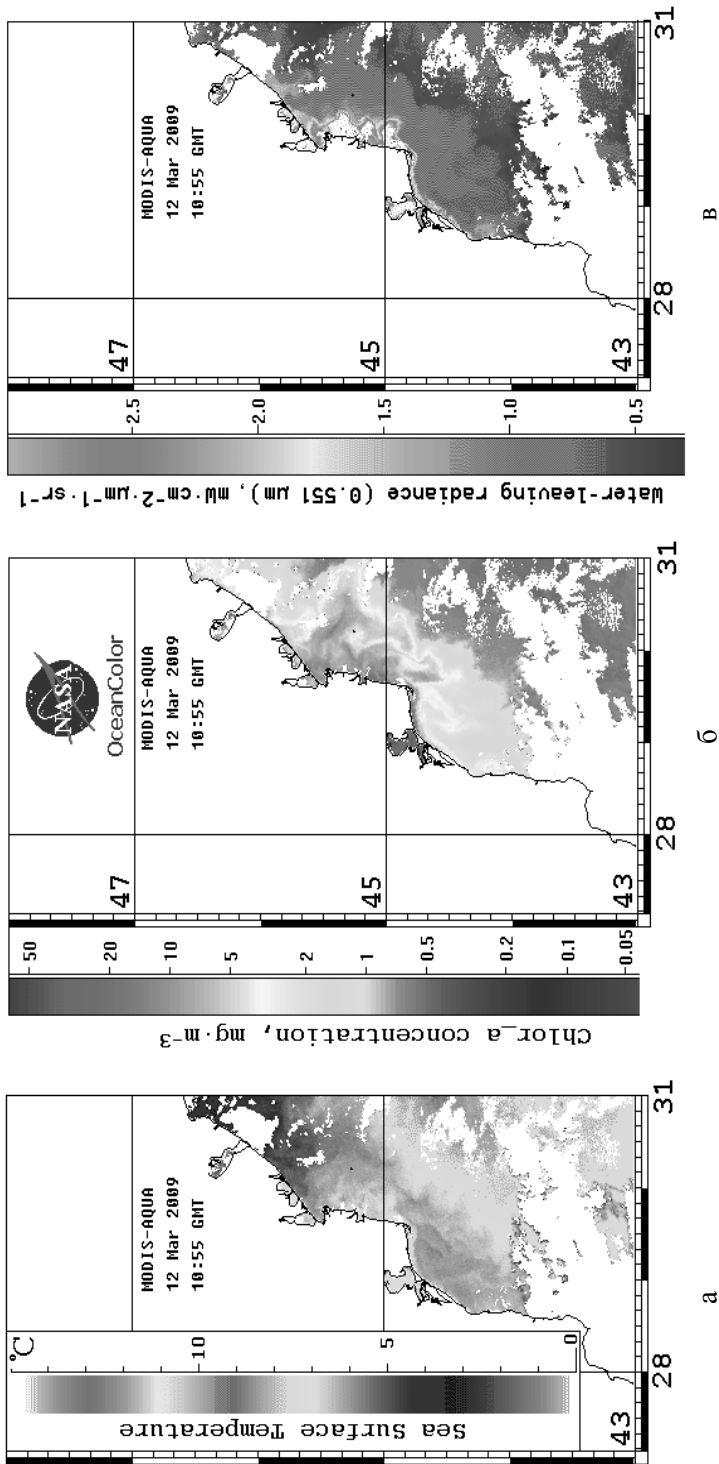 °C
10
5
0
Sea Surface Temperature
MODIS-AQUA
12 Mar 2009
10:55 GMT
43
28
31
а
50
20
10
5
2
1
0.5
0.2
0.1
0.05
Chlor_a concentration, mg·m⁻³
NASA
OceanColor
MODIS-AQUA
12 Mar 2009
10:55 GMT
47
45
43
28
31
б
2.5
2.0
1.5
1.0
0.5
Water-leaving radiance (0.551 μm), mW·cm⁻²·μm⁻¹·sr⁻¹
MODIS-AQUA
12 Mar 2009
10:55 GMT
47
45
43
28
31
в